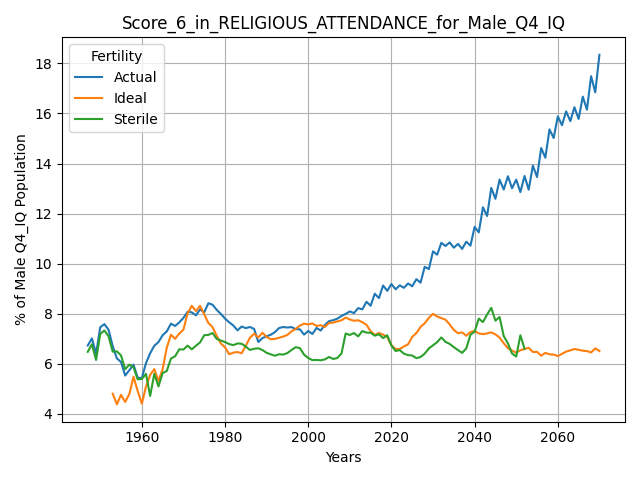 Score_6_in_RELIGIOUS_ATTENDANCE_for_Male_Q4_IQ
Fertility
Actual
Ideal
Sterile
% of Male Q4_IQ Population
18
16
14
12
10
8
6
4
1960
1980
2000
2020
2040
2060
Years